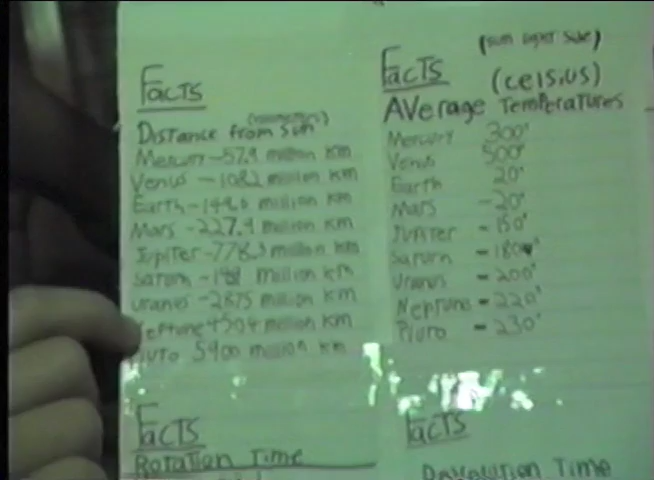 FACTS
Distance from Sun
Mercury - 57.9 million km
Venus - 108.2 million km
Earth - 149.6 million km
Mars - 227.9 million km
Jupiter - 778.3 million km
Saturn - million km
Uranus - 2875 million km
Neptune 4504 million km
Pluto 5900 million km
FACTS
Rotation Time
(sun side)
FACTS (celsius)
AVerage Temperatures
Mercury 300°
Venus 500°
Earth 20°
Mars - 20°
Jupiter - 150°
Saturn - 180°
Uranus - 200°
Neptune - 220°
Pluto - 230°
FACTS
Revolution Time